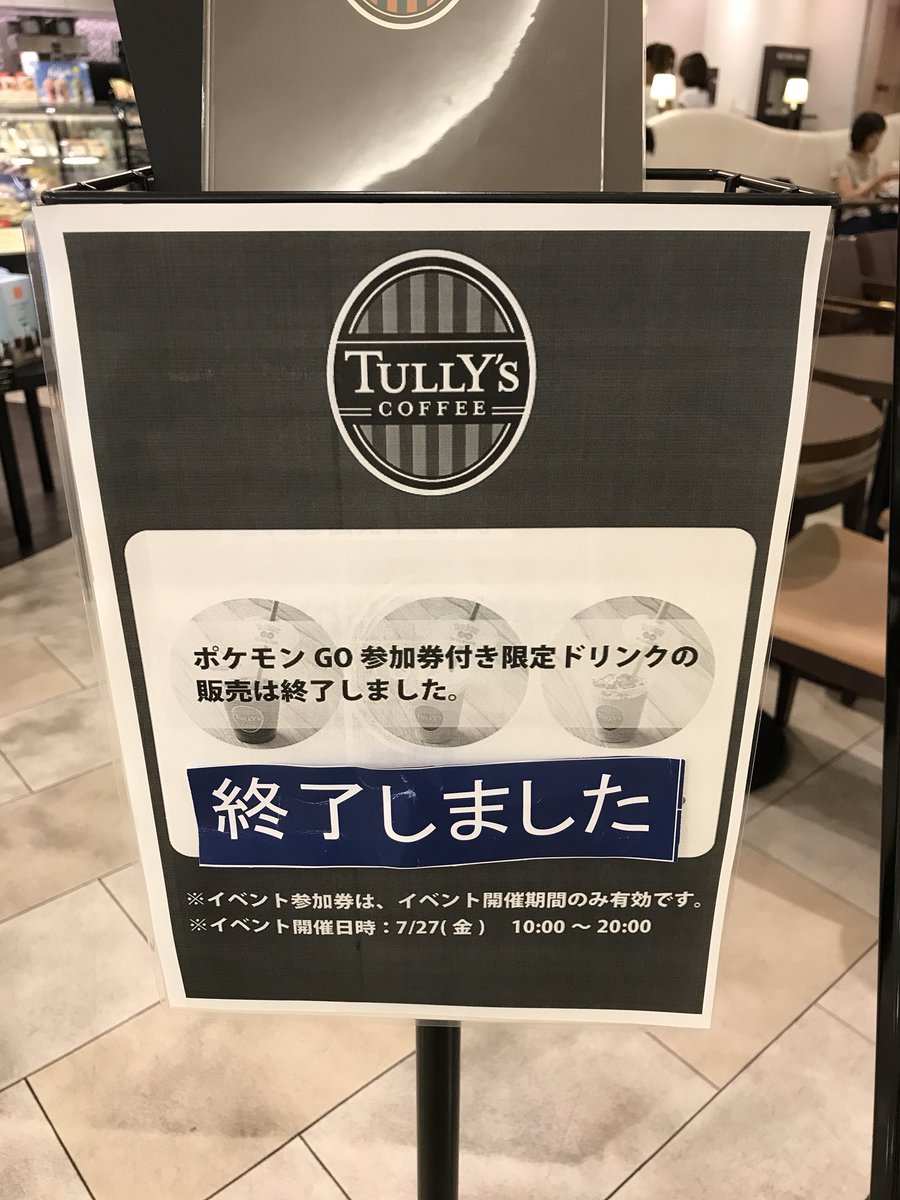 TULLY'S
COFFEE
ポケモン GO 参加券付き限定ドリンクの
販売は終了しました。
終了しました
※イベント参加券は、イベント開催期間のみ有効です。
※イベント開催日時：7/27(金) 10:00 ～ 20:00